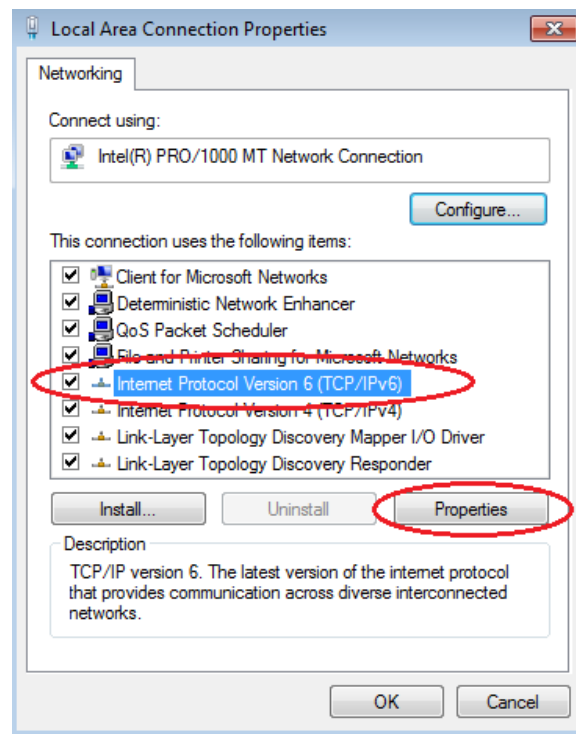 Local Area Connection Properties
Networking
Connect using:
Intel(R) PRO/1000 MT Network Connection
Configure...
This connection uses the following items:
Client for Microsoft Networks
Deterministic Network Enhancer
QoS Packet Scheduler
File and Printer Sharing for Microsoft Networks
Internet Protocol Version 6 (TCP/IPv6)
Internet Protocol Version 4 (TCP/IPv4)
Link-Layer Topology Discovery Mapper I/O Driver
Link-Layer Topology Discovery Responder
Install... Uninstall Properties
Description
TCP/IP version 6. The latest version of the internet protocol
that provides communication across diverse interconnected
networks.
OK Cancel